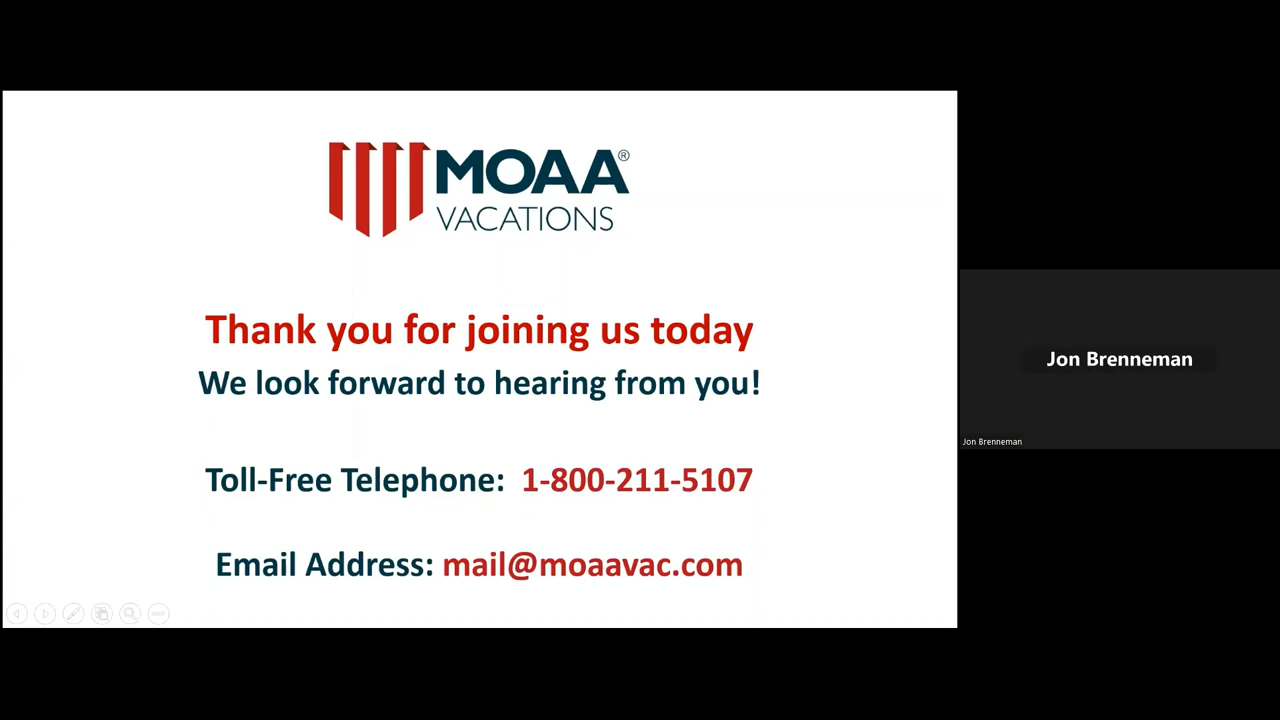 MOAA®
VACATIONS
Thank you for joining us today
We look forward to hearing from you!
Toll-Free Telephone: 1-800-211-5107
Email Address: mail@moaavac.com
Jon Brenneman
Jon Brenneman